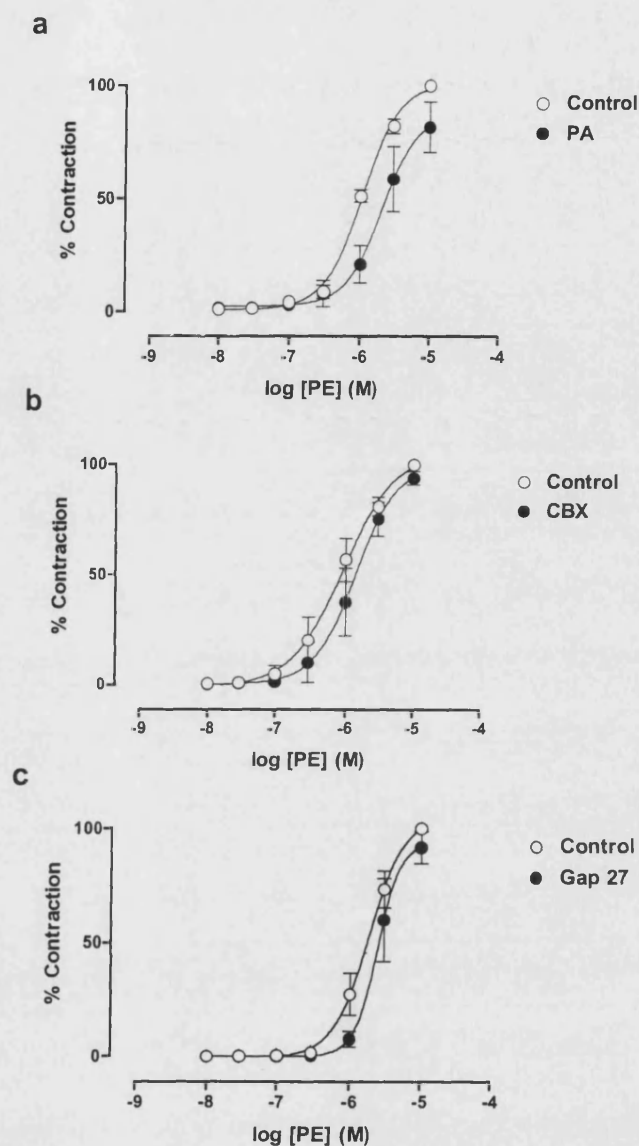 a
100
50
0
% Contraction
Control
PA
-9 -8 -7 -6 -5 -4
log [PE] (M)
b
100
50
0
% Contraction
Control
CBX
-9 -8 -7 -6 -5 -4
log [PE] (M)
c
100
50
0
% Contraction
Control
Gap 27
-9 -8 -7 -6 -5 -4
log [PE] (M)